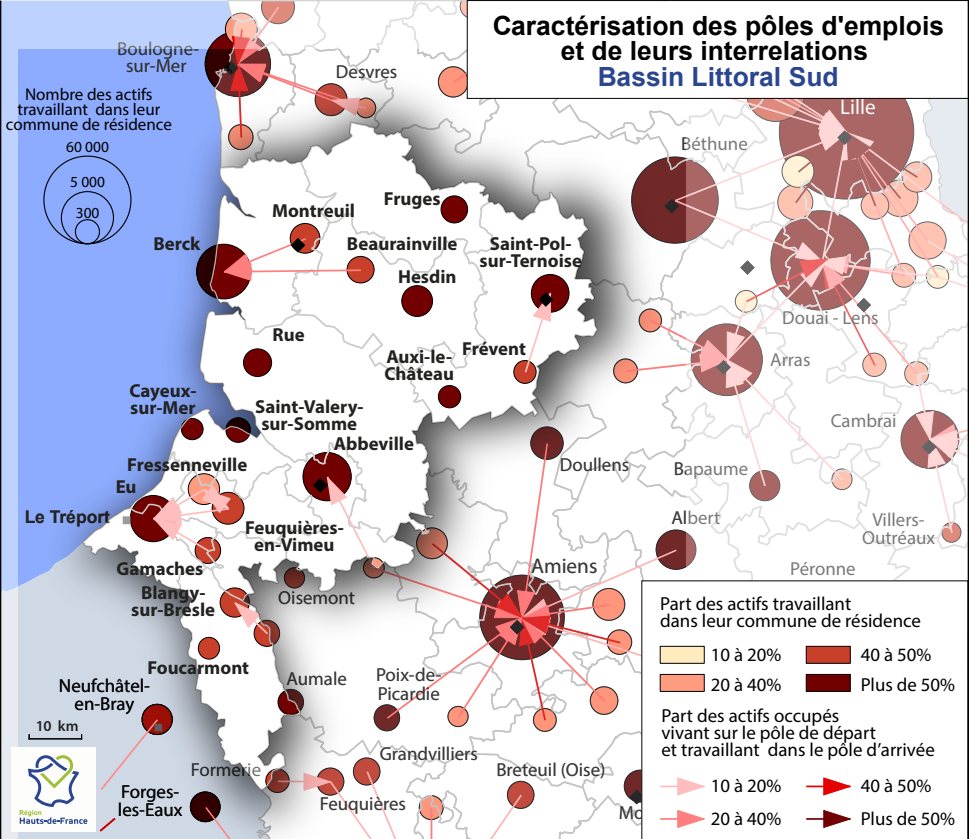 Caractérisation des pôles d'emplois
et de leurs interrelations
Bassin Littoral Sud
Boulogne-
sur-Mer
Desvres
Nombre des actifs
travaillant dans leur
commune de résidence
60 000
5 000
300
Lille
Béthune
Fruges
Montreuil
Berck
Beaurainville
Hesdin
Saint-Pol-
sur-Ternoise
Douai - Lens
Rue
Auxi-le-
Château
Frévent
Arras
Cayeux-
sur-Mer
Saint-Valery-
sur-Somme
Abbeville
Cambrai
Fressenneville
Doullens
Bapaume
Eu
Le Tréport
Feuquières-
en-Vimeu
Albert
Villers-
Outréaux
Gamaches
Amiens
Péronne
Blangy-
sur-Bresle
Oisemont
Foucarmont
Neufchâtel-
en-Bray
Aumale
Poix-de-
Picardie
10 km
Formerie
Grandvilliers
Breteuil (Oise)
Forges-
les-Eaux
Feuquières
Mo
Région
Hauts-de-France
Part des actifs travaillant
dans leur commune de résidence
10 à 20%
40 à 50%
20 à 40%
Plus de 50%
Part des actifs occupés
vivant sur le pôle de départ
et travaillant dans le pôle d'arrivée
10 à 20%
40 à 50%
20 à 40%
Plus de 50%